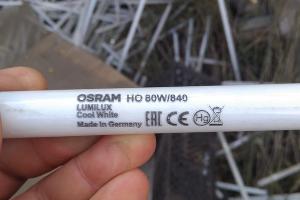 OSRAM HO 80W/840
LUMILUX
Cool White
Made in Germany EAC CE Hg